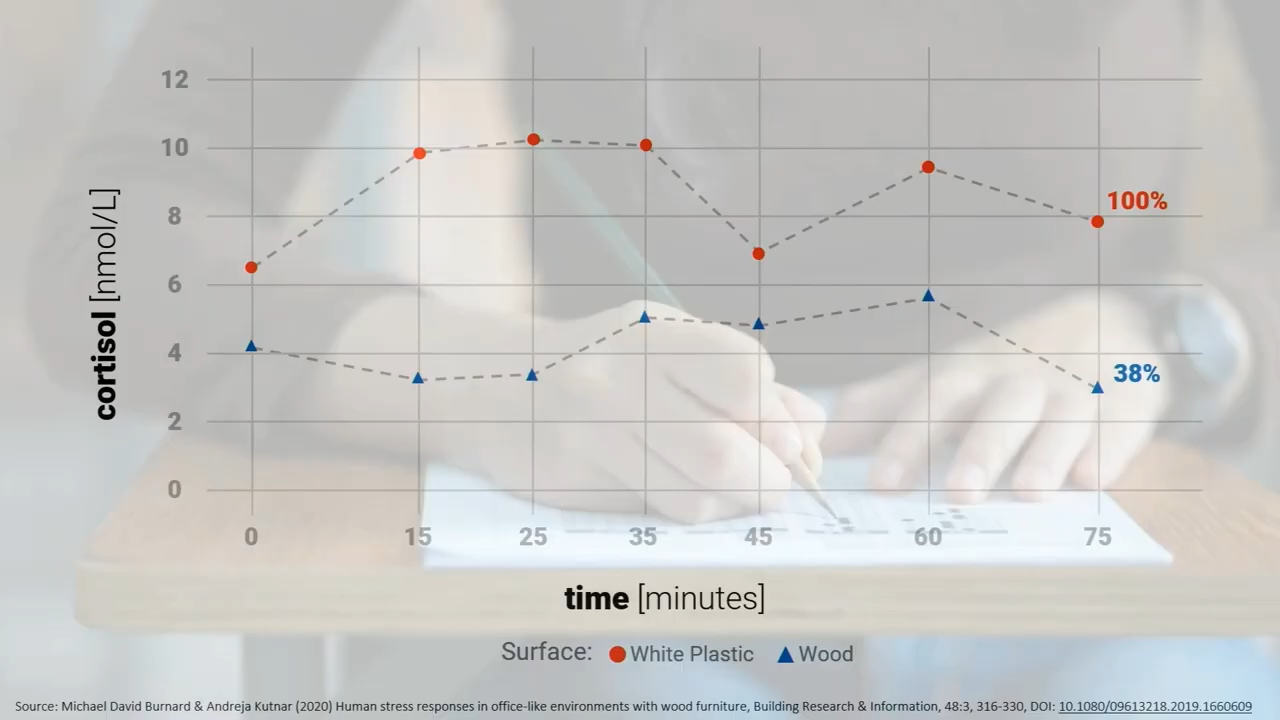 12
10
8
6
4
2
0
cortisol [nmol/L]
100%
38%
0 15 25 35 45 60 75
time [minutes]
Surface: White Plastic Wood
Source: Michael David Burnard & Andreja Kutnar (2020) Human stress responses in office-like environments with wood furniture, Building Research & Information, 48:3, 316-330, DOI: 10.1080/09613218.2019.1660609